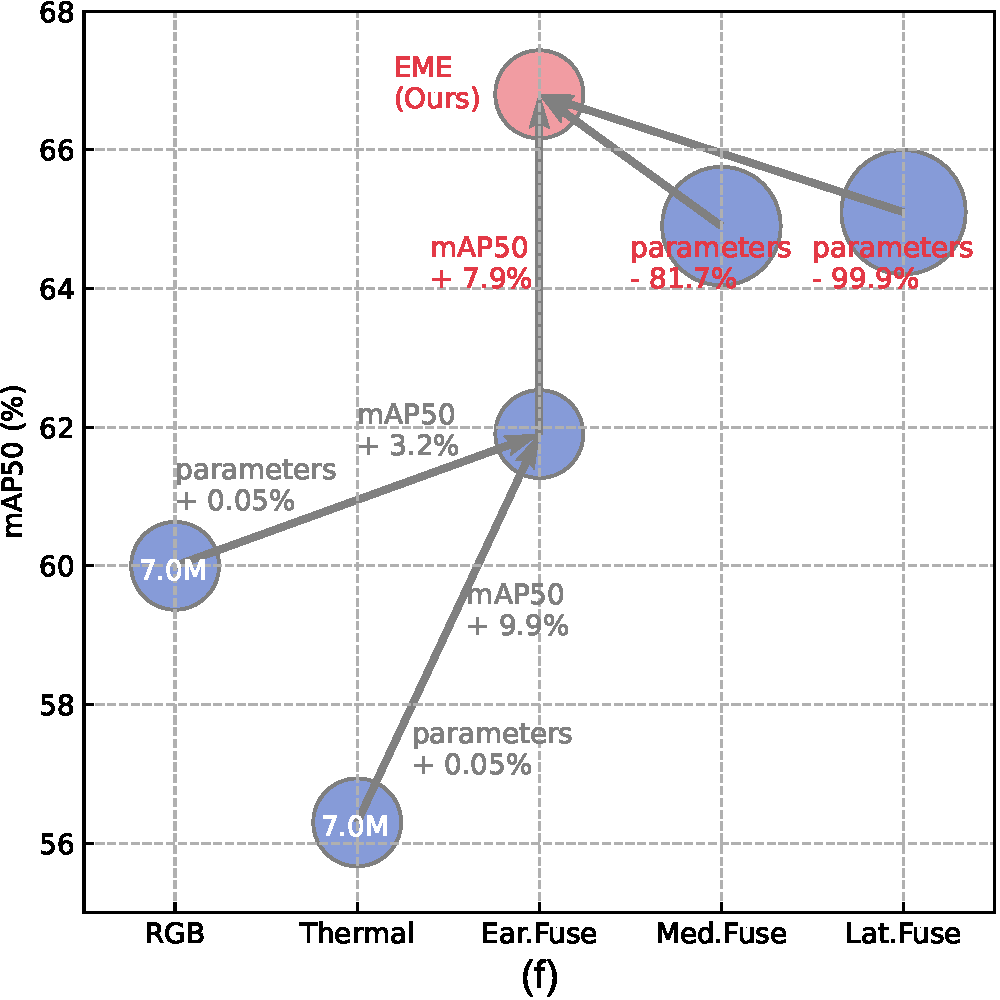 68
66
64
62
60
58
56
mAP50 (%)
EME
(Ours)
mAP50
+ 7.9%
parameters
- 81.7%
parameters
- 99.9%
mAP50
+ 3.2%
parameters
+ 0.05%
7.0M
mAP50
+ 9.9%
parameters
+ 0.05%
7.0M
RGB
Thermal
Ear.Fuse
Med.Fuse
Lat.Fuse
(f)